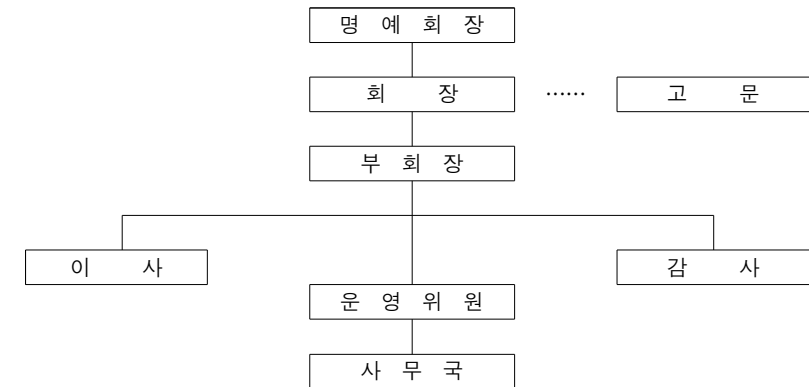 명 예 회 장
회 장 …… 고 문
부 회 장
이 사 감 사
운 영 위 원
사 무 국